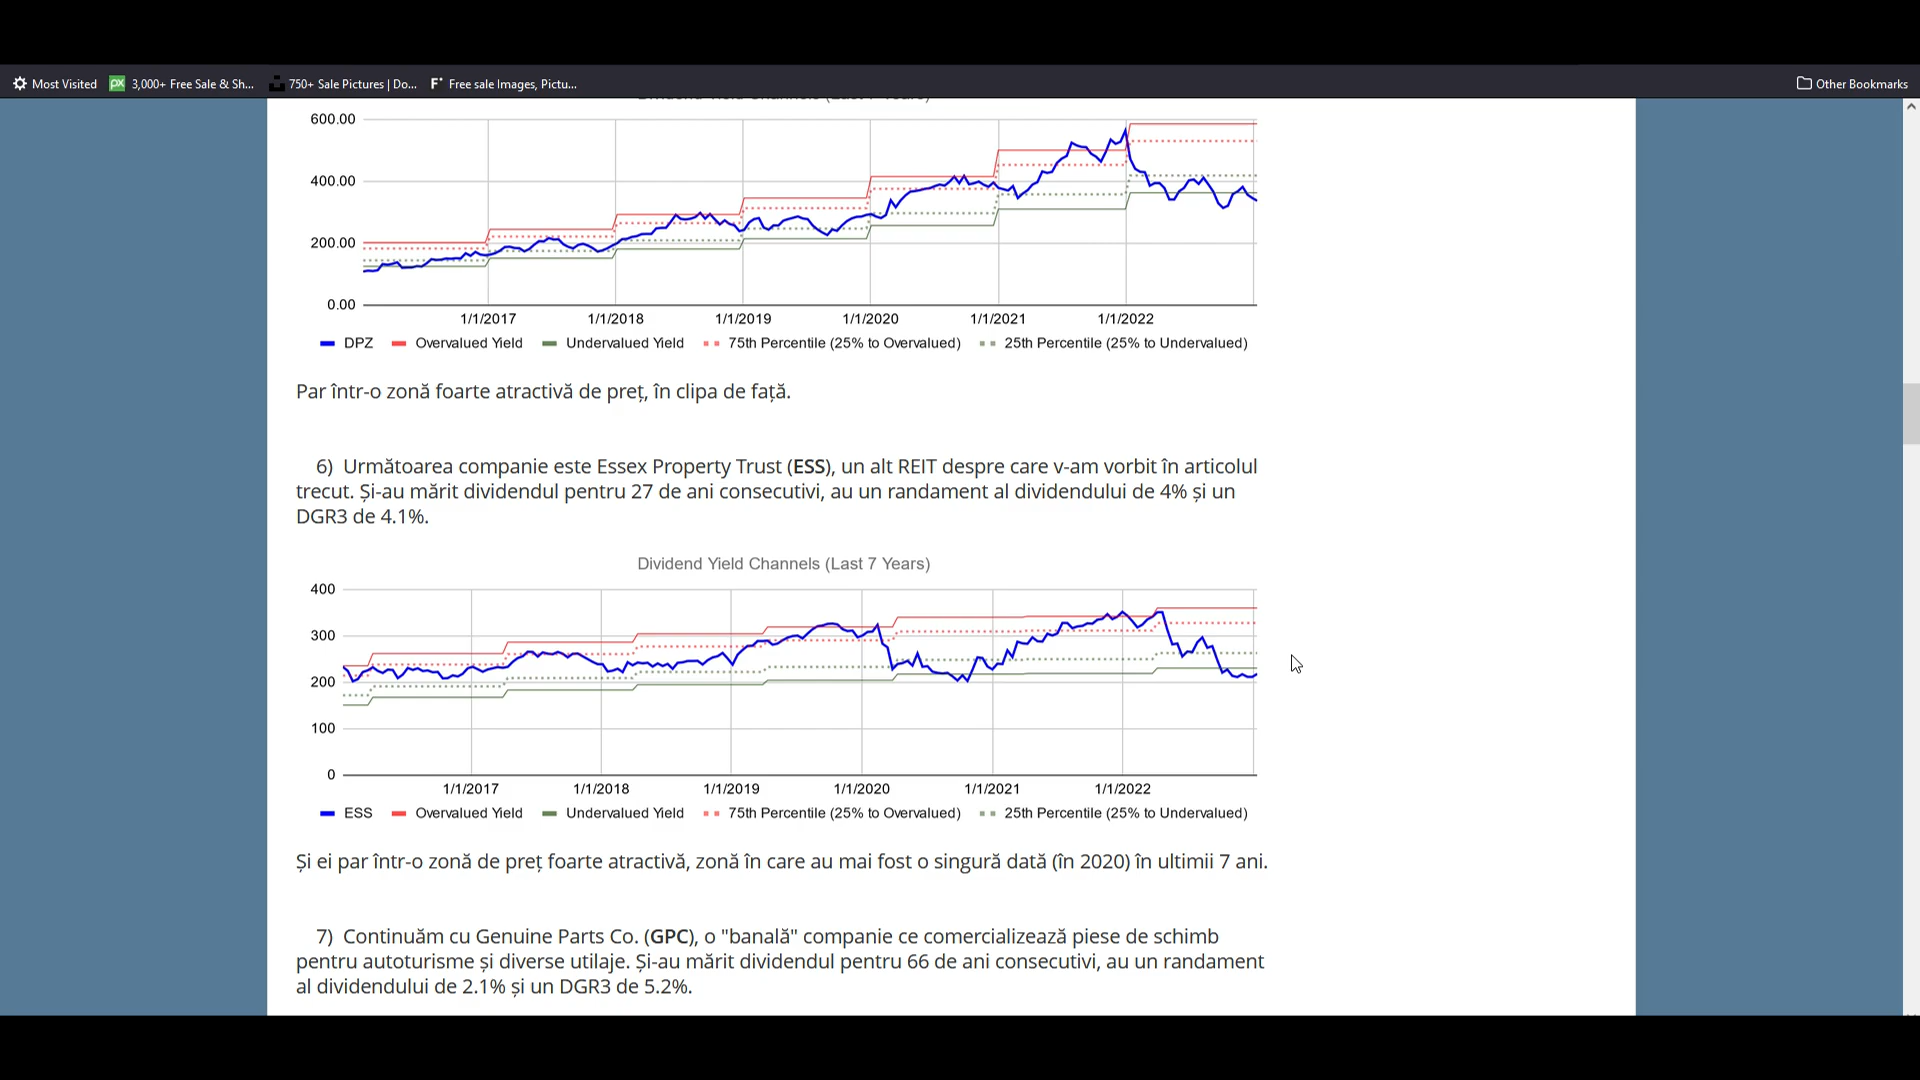 Most Visited
3,000+ Free Sale & Sh...
750+ Sale Pictures | Do...
Free sale Images, Pictu...
Other Bookmarks
600.00
400.00
200.00
0.00
1/1/2017 1/1/2018 1/1/2019 1/1/2020 1/1/2021 1/1/2022
DPZ Overvalued Yield Undervalued Yield 75th Percentile (25% to Overvalued) 25th Percentile (25% to Undervalued)
Par într-o zonă foarte atractivă de preț, în clipa de față.
6) Următoarea companie este Essex Property Trust (ESS), un alt REIT despre care v-am vorbit în articolul
trecut. Și-au mărit dividendul pentru 27 de ani consecutivi, au un randament al dividendului de 4% și un
DGR3 de 4.1%.
Dividend Yield Channels (Last 7 Years)
400
300
200
100
0
1/1/2017 1/1/2018 1/1/2019 1/1/2020 1/1/2021 1/1/2022
ESS Overvalued Yield Undervalued Yield 75th Percentile (25% to Overvalued) 25th Percentile (25% to Undervalued)
Și ei par într-o zonă de preț foarte atractivă, zonă în care au mai fost o singură dată (în 2020) în ultimii 7 ani.
7) Continuăm cu Genuine Parts Co. (GPC), o "banală" companie ce comercializează piese de schimb
pentru autoturisme și diverse utilaje. Și-au mărit dividendul pentru 66 de ani consecutivi, au un randament
al dividendului de 2.1% și un DGR3 de 5.2%.